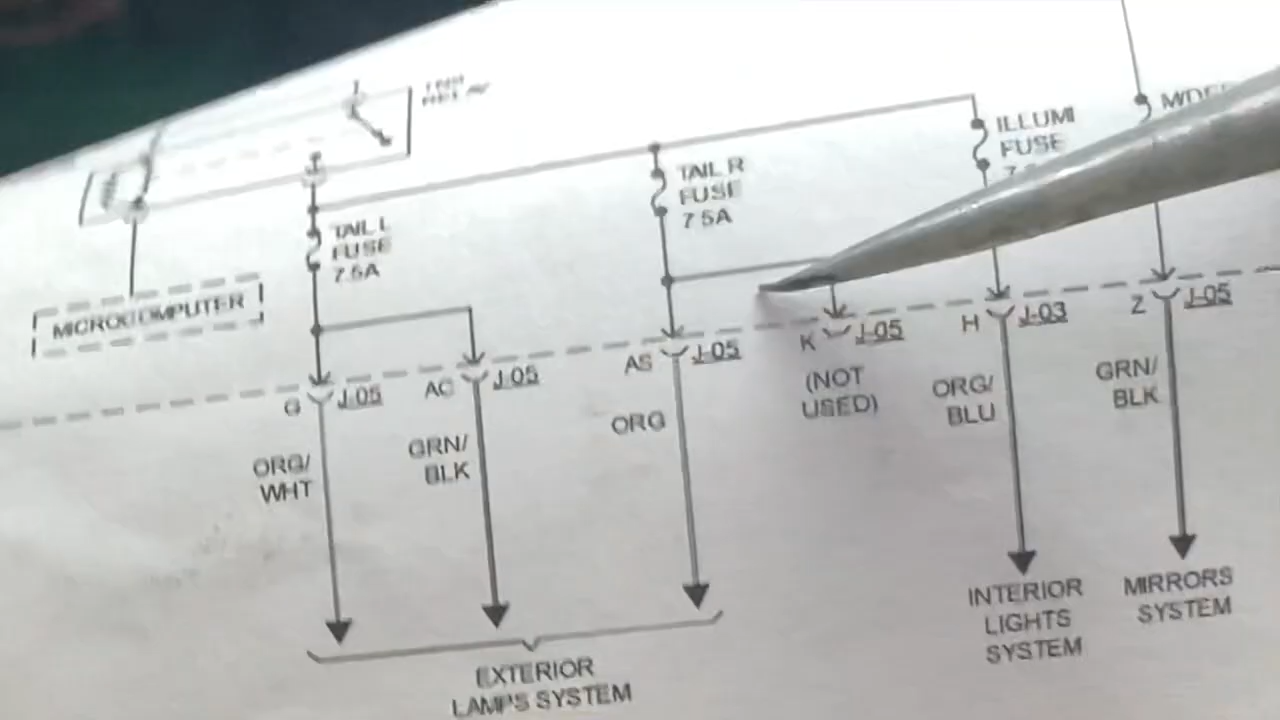 RELAY
TAIL L
FUSE
7.5A
TAIL R
FUSE
7.5A
ILLUMI
FUSE
MICROCOMPUTER
G J-05
AC J-05
AS J-05
K J-05
(NOT
USED)
H J-03
Z J-05
ORG/
WHT
GRN/
BLK
ORG
ORG/
BLU
GRN/
BLK
EXTERIOR
LAMPS SYSTEM
INTERIOR
LIGHTS
SYSTEM
MIRRORS
SYSTEM